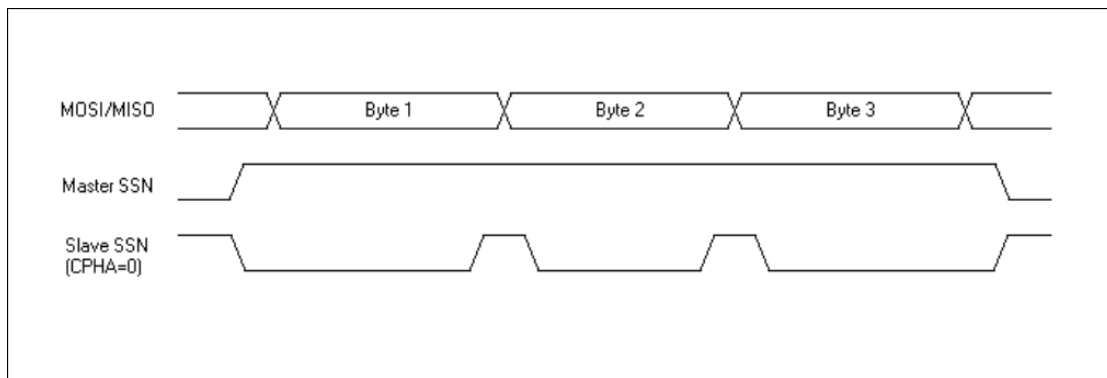 MOSI/MISO
Byte 1
Byte 2
Byte 3
Master SSN
Slave SSN
(CPHA=0)